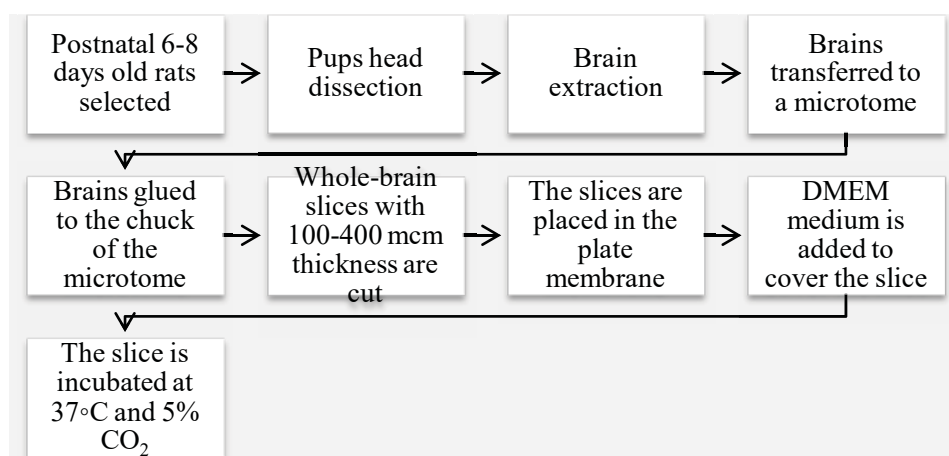 Postnatal 6-8
days old rats
selected
Pups head
dissection
Brain
extraction
Brains
transferred to
a microtome
Brains glued
to the chuck
of the
microtome
Whole-brain
slices with
100-400 mcm
thickness are
cut
The slices are
placed in the
plate
membrane
DMEM
medium is
added to
cover the slice
The slice is
incubated at
37◦C and 5%
CO₂